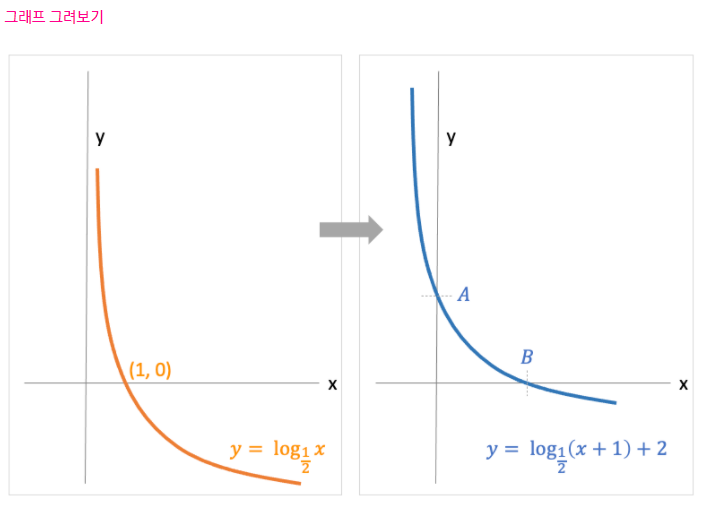 그래프 그려보기
y
(1, 0)
x
y = log_{1/2} x
y
A
B
x
y = log_{1/2}(x + 1) + 2